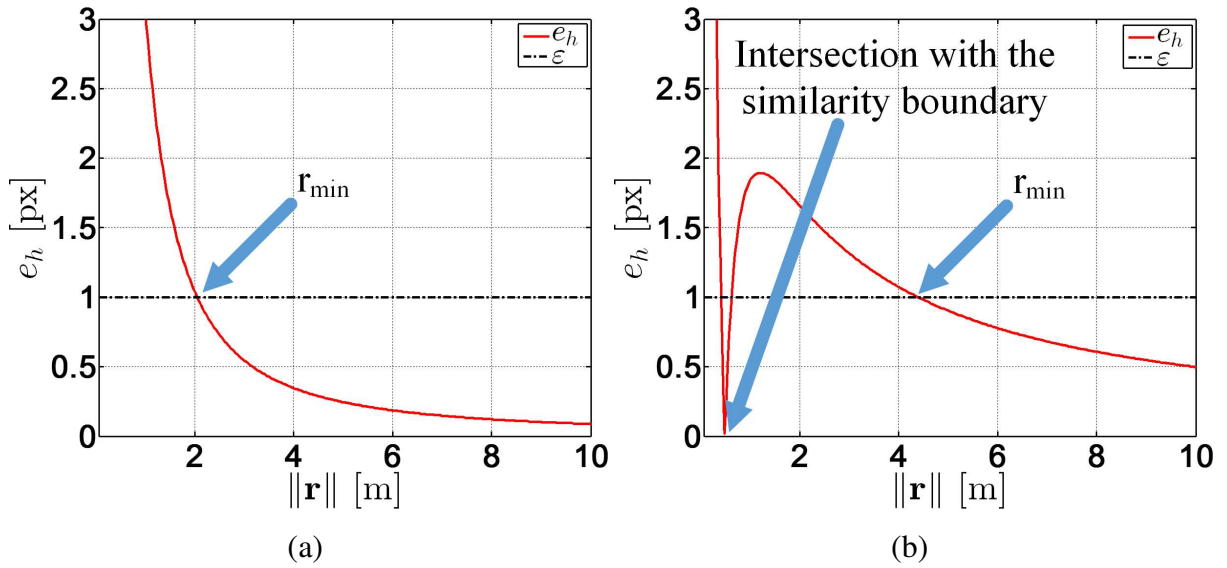 3
2.5
2
1.5
1
0.5
0
e_h [px]
2
4
6
8
10
‖r‖ [m]
e_h
ε
r_min
(a)
3
2.5
2
1.5
1
0.5
0
e_h [px]
2
4
6
8
10
‖r‖ [m]
e_h
ε
Intersection with the
similarity boundary
r_min
(b)